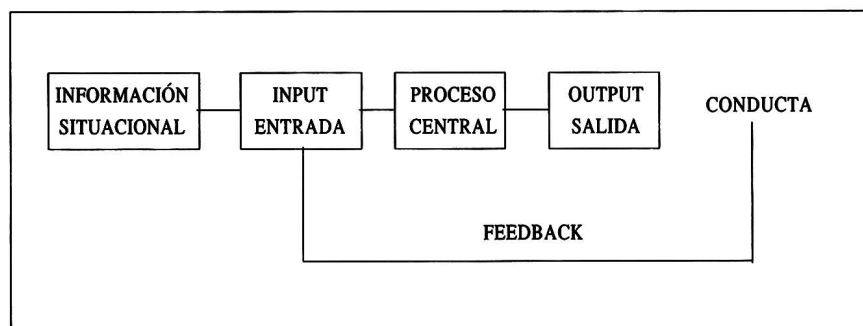 INFORMACIÓN
SITUACIONAL
INPUT
ENTRADA
PROCESO
CENTRAL
OUTPUT
SALIDA
CONDUCTA
FEEDBACK